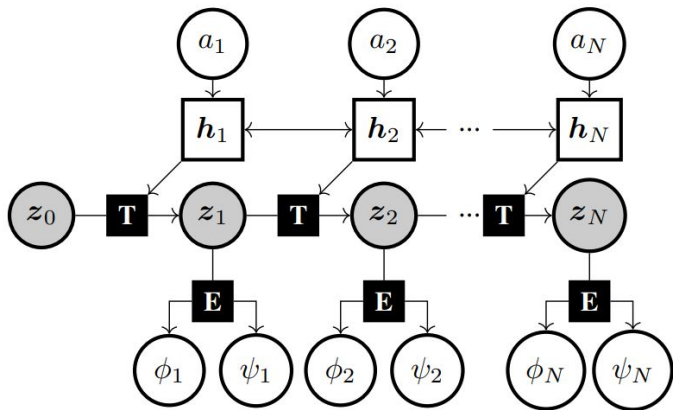 a_1 a_2 a_N
h_1 h_2 ... h_N
z_0 T z_1 T z_2 ... T z_N
E E E
ϕ_1 ψ_1 ϕ_2 ψ_2 ϕ_N ψ_N